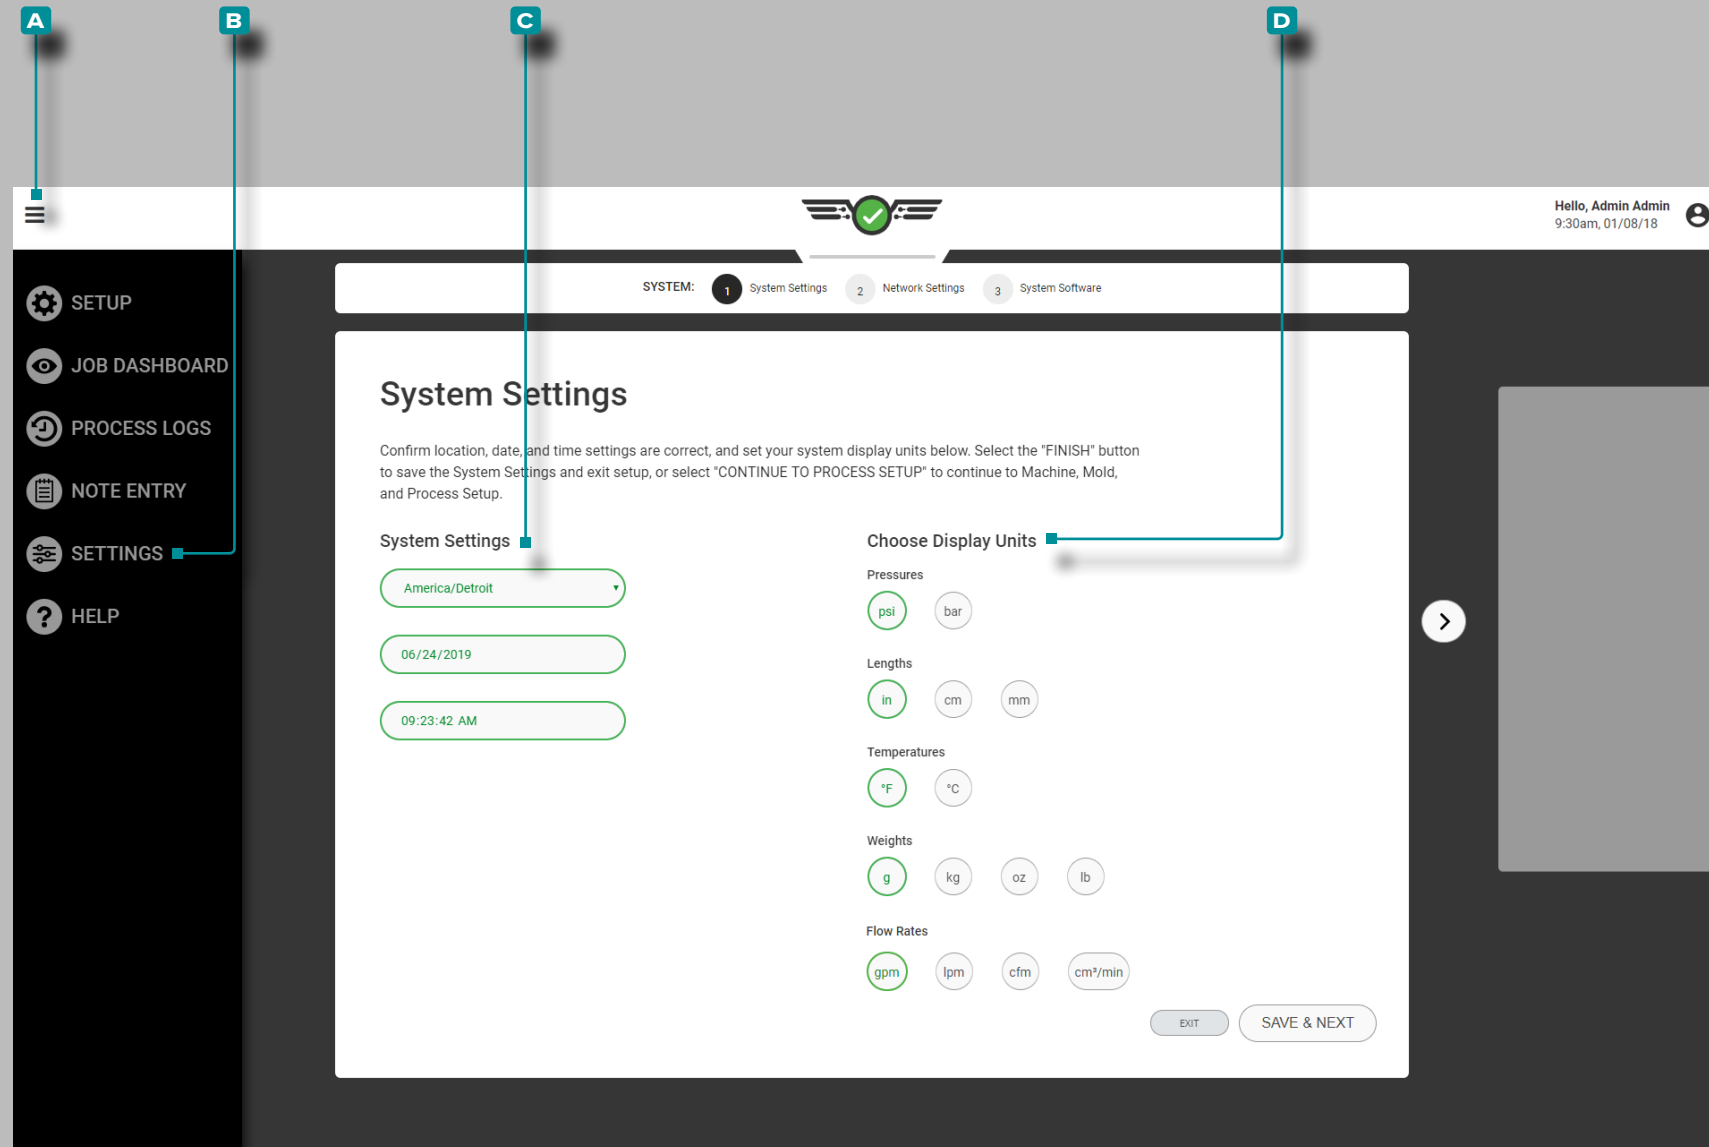 A
B
C
D
Hello, Admin Admin
9:30am, 01/08/18
SYSTEM: 1 System Settings 2 Network Settings 3 System Software
SETUP
JOB DASHBOARD
PROCESS LOGS
NOTE ENTRY
SETTINGS
HELP
System Settings
Confirm location, date, and time settings are correct, and set your system display units below. Select the "FINISH" button
to save the System Settings and exit setup, or select "CONTINUE TO PROCESS SETUP" to continue to Machine, Mold,
and Process Setup.
System Settings
America/Detroit
06/24/2019
09:23:42 AM
Choose Display Units
Pressures
psi bar
Lengths
in cm mm
Temperatures
°F °C
Weights
g kg oz lb
Flow Rates
gpm lpm cfm cm³/min
EXIT SAVE & NEXT